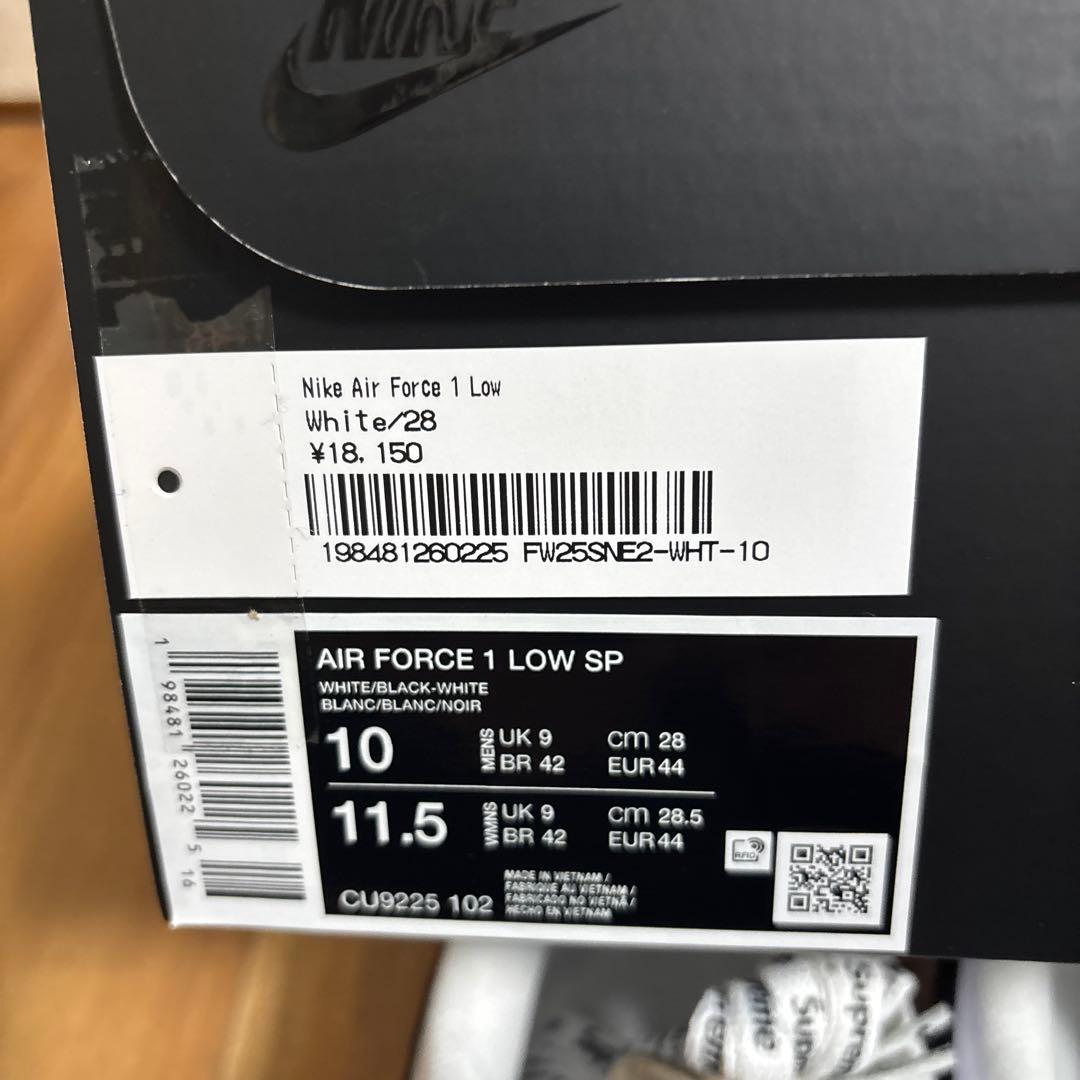 NIKE
Nike Air Force 1 Low
White/28
¥18,150
198481260225 FW25SNE2-WHT-10
1 98481 26022 5 16
AIR FORCE 1 LOW SP
WHITE/BLACK-WHITE
BLANC/BLANC/NOIR
10 MENS UK 9 cm 28
BR 42 EUR 44
11.5 WMNS UK 9 cm 28.5
BR 42 EUR 44
RFID
CU9225 102
MADE IN VIETNAM /
FABRIQUE AU VIETNAM /
FABRICADO NO VIETNÃ /
HECHO EN VIETNAM
Supreme